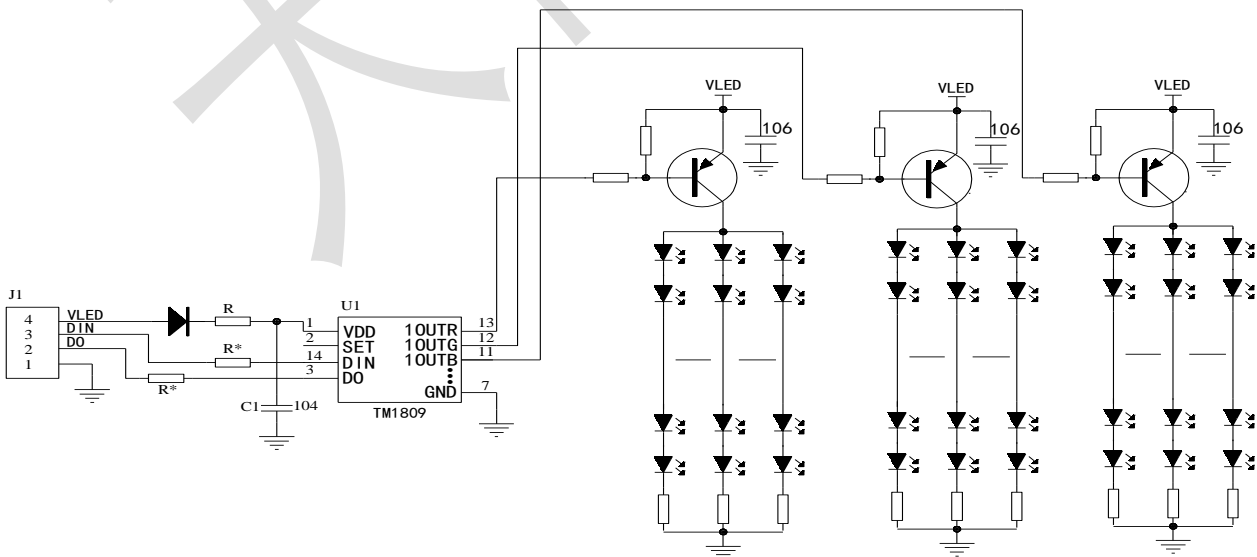 VLED
VLED
VLED
106
106
106
J1
4
3
2
1
VLED
DIN
DO
R
R*
R*
C1
104
U1
1
2
14
3
VDD
SET
DIN
DO
1OUTR
1OUTG
1OUTB
GND
13
12
11
7
TM1809